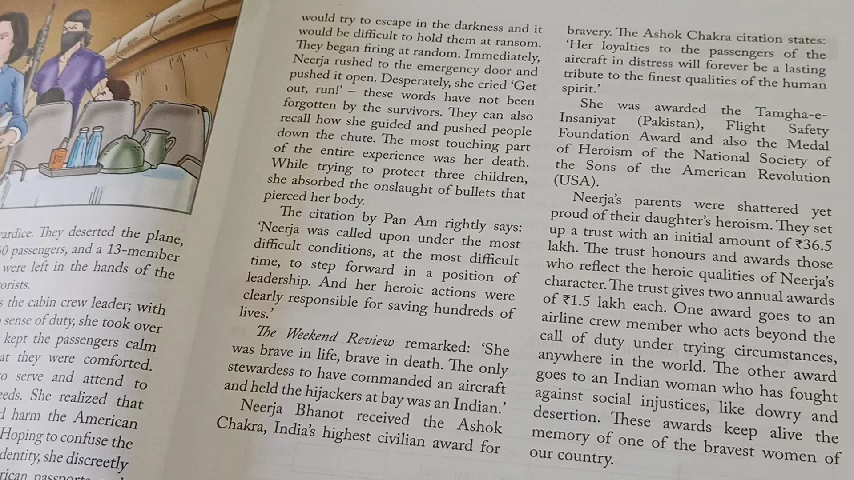 ardice. They deserted the plane,
60 passengers, and a 13-member
were left in the hands of the
orists.
s the cabin crew leader; with
sense of duty, she took over
kept the passengers calm
at they were comforted.
to serve and attend to
eeds. She realized that
d harm the American
Hoping to confuse the
dentity, she discreetly
rican passports
would try to escape in the darkness and it
would be difficult to hold them at ransom.
They began firing at random. Immediately,
Neerja rushed to the emergency door and
pushed it open. Desperately, she cried 'Get
out, run!' – these words have not been
forgotten by the survivors. They can also
recall how she guided and pushed people
down the chute. The most touching part
of the entire experience was her death.
While trying to protect three children,
she absorbed the onslaught of bullets that
pierced her body.
The citation by Pan Am rightly says:
'Neerja was called upon under the most
difficult conditions, at the most difficult
time, to step forward in a position of
leadership. And her heroic actions were
clearly responsible for saving hundreds of
lives.'
The Weekend Review remarked: 'She
was brave in life, brave in death. The only
stewardess to have commanded an aircraft
and held the hijackers at bay was an Indian.'
Neerja Bhanot received the Ashok
Chakra, India's highest civilian award for
bravery. The Ashok Chakra citation states:
'Her loyalties to the passengers of the
aircraft in distress will forever be a lasting
tribute to the finest qualities of the human
spirit.'
She was awarded the Tamgha-e-
Insaniyat (Pakistan), Flight Safety
Foundation Award and also the Medal
of Heroism of the National Society of
the Sons of the American Revolution
(USA).
Neerja's parents were shattered yet
proud of their daughter's heroism. They set
up a trust with an initial amount of ₹36.5
lakh. The trust honours and awards those
who reflect the heroic qualities of Neerja's
character. The trust gives two annual awards
of ₹1.5 lakh each. One award goes to an
airline crew member who acts beyond the
call of duty under trying circumstances,
anywhere in the world. The other award
goes to an Indian woman who has fought
against social injustices, like dowry and
desertion. These awards keep alive the
memory of one of the bravest women of
our country.